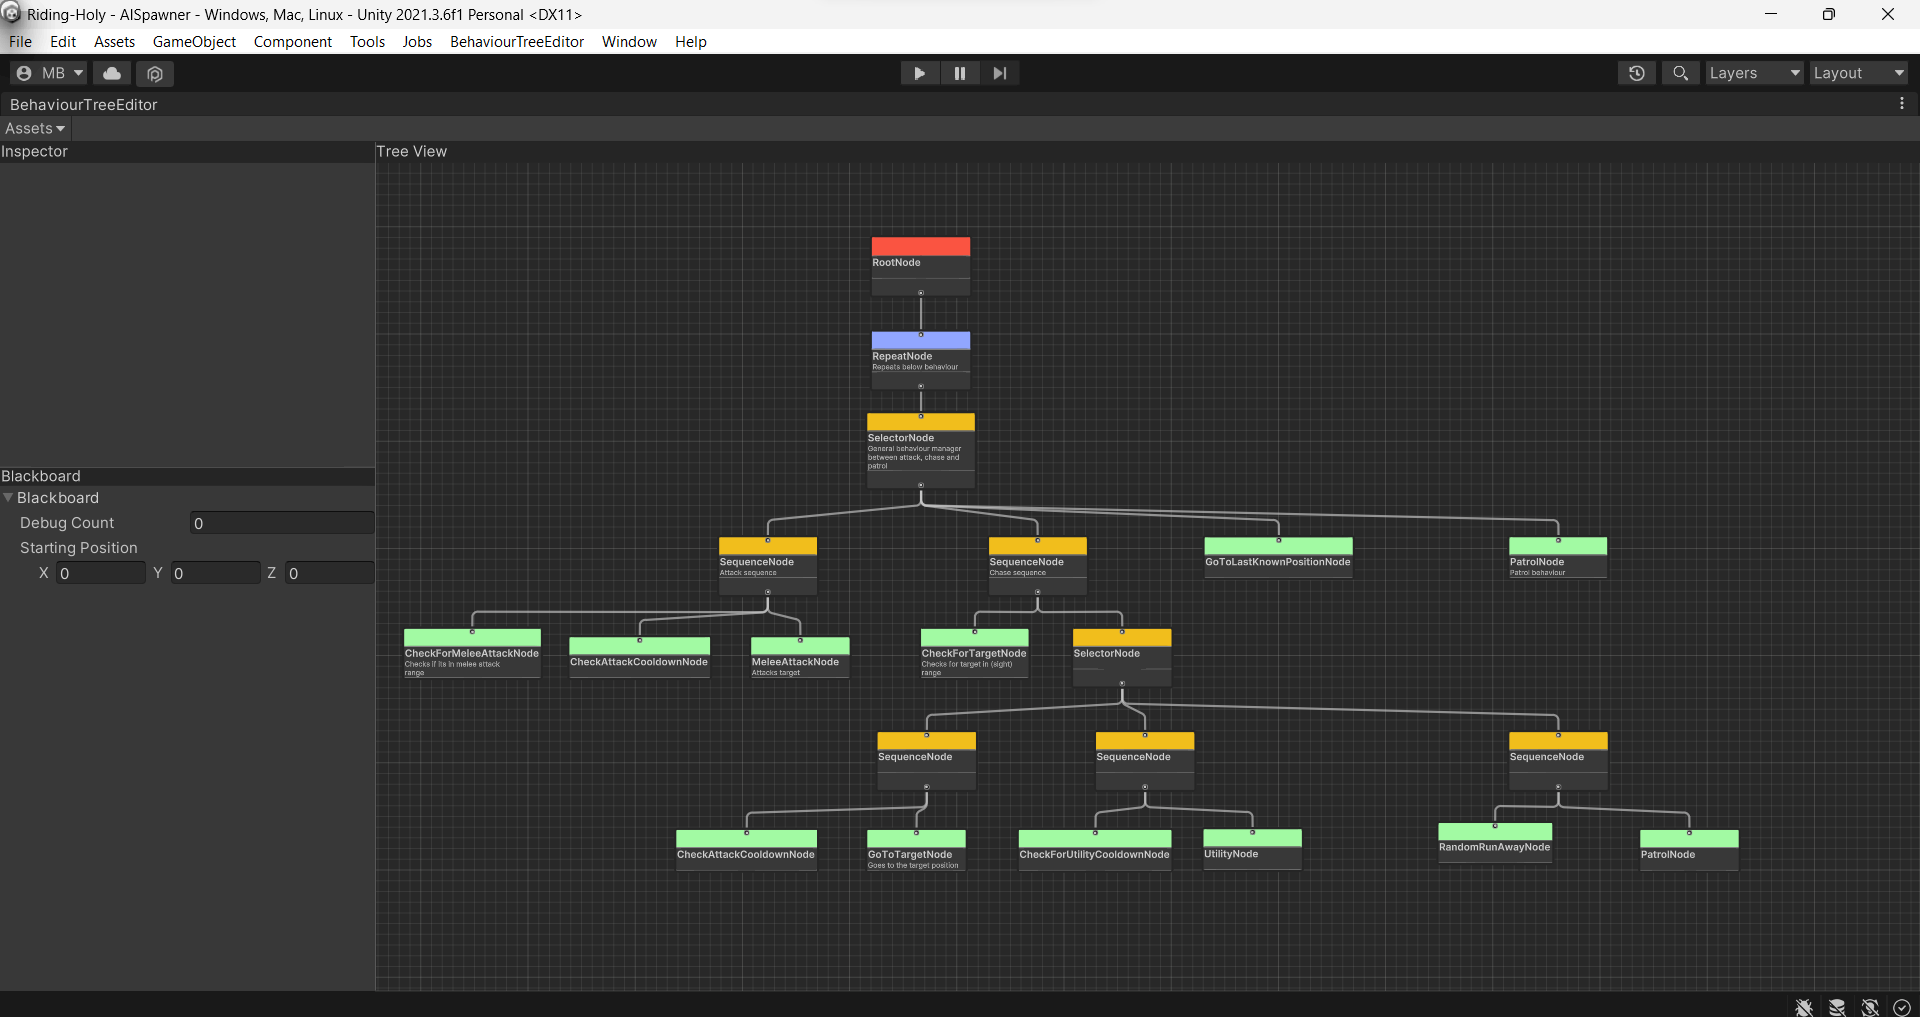 Riding-Holy - AISpawner - Windows, Mac, Linux - Unity 2021.3.6f1 Personal <DX11>
File Edit Assets GameObject Component Tools Jobs BehaviourTreeEditor Window Help
MB Layers Layout
BehaviourTreeEditor
Assets
Inspector
Tree View
RootNode
RepeatNode
Repeats below behaviour
SelectorNode
General behaviour manager
between attack, chase and
patrol
Blackboard
Blackboard
Debug Count 0
Starting Position
X 0 Y 0 Z 0
SequenceNode
Attack sequence
SequenceNode
Chase sequence
GoToLastKnownPositionNode
PatrolNode
Patrol behaviour
CheckForMeleeAttackNode
Checks if its in melee attack
range
CheckAttackCooldownNode
MeleeAttackNode
Attacks target
CheckForTargetNode
Checks for target in (sight)
range
SelectorNode
SequenceNode
SequenceNode
SequenceNode
CheckAttackCooldownNode
GoToTargetNode
Goes to the target position
CheckForUtilityCooldownNode
UtilityNode
RandomRunAwayNode
PatrolNode